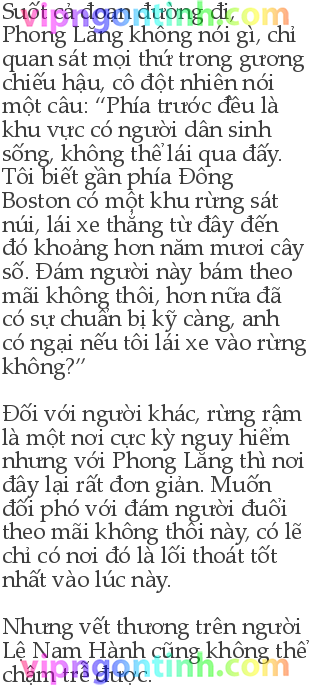 vipngontinh.com
Suốt cả đoạn đường đi,
Phong Lăng không nói gì, chỉ
quan sát mọi thứ trong gương
chiếu hậu, cô đột nhiên nói
một câu: “Phía trước đều là
khu vực có người dân sinh
sống, không thể lái qua đấy.
Tôi biết gần phía Đông
Boston có một khu rừng sát
núi, lái xe thẳng từ đây đến
đó khoảng hơn năm mươi cây
số. Đám người này bám theo
mãi không thôi, hơn nữa đã
có sự chuẩn bị kỹ càng, anh
có ngại nếu tôi lái xe vào rừng
không?”
Đối với người khác, rừng rậm
là một nơi cực kỳ nguy hiểm
nhưng với Phong Lăng thì nơi
đây lại rất đơn giản. Muốn
đối phó với đám người đuổi
theo mãi không thôi này, có lẽ
chỉ có nơi đó là lối thoát tốt
nhất vào lúc này.
Nhưng vết thương trên người
Lệ Nam Hành cũng không thể
chậm trễ được.
vipngontinh.com